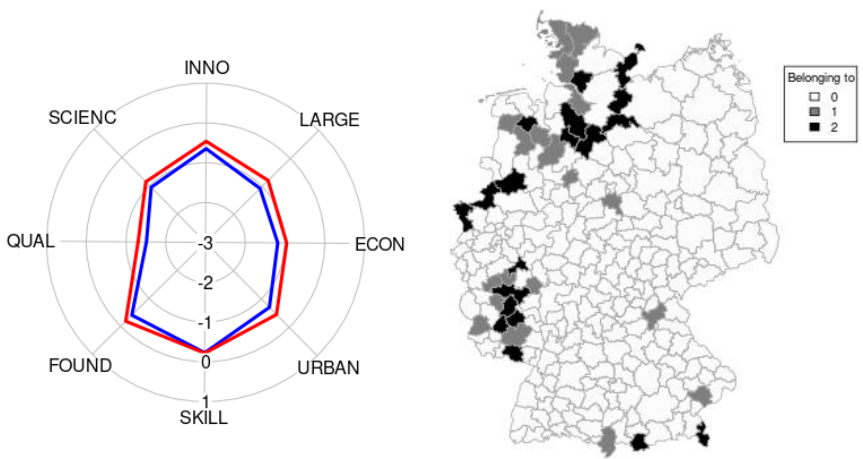 INNO
SCIENC
LARGE
QUAL
-3
ECON
-2
-1
FOUND
0
URBAN
1
SKILL
Belonging to
0
1
2